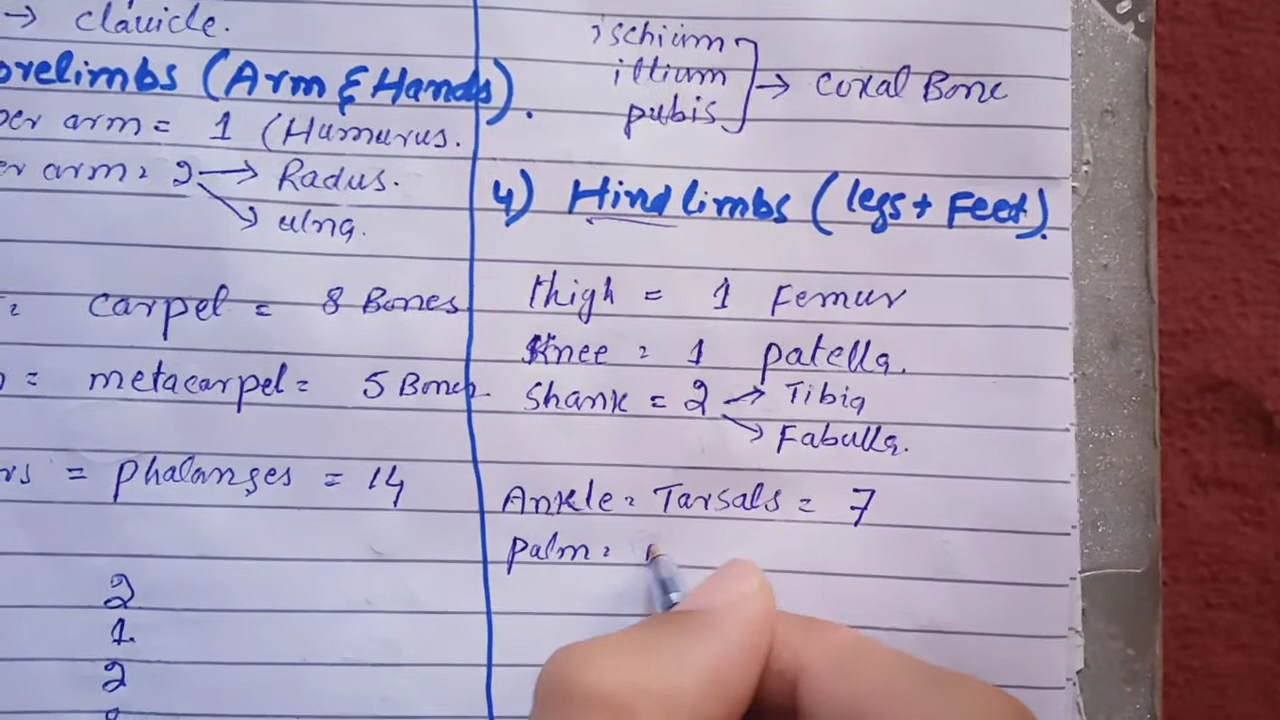 → clavicle.
orelimbs (Arm & Hands).
per arm = 1 (Humurus.
er arm = 2 → Radus.
→ ulna.
= carpel = 8 Bones
= metacarpel = 5 Bones
rs = phalanges = 14
2
1.
2
ischium
illium → coxal Bone
pubis
4) Hind limbs (legs + Feet).
thigh = 1 Femur
Knee = 1 patella.
Shank = 2 → Tibia
→ Fabulla.
Ankle = Tarsals = 7
palm =